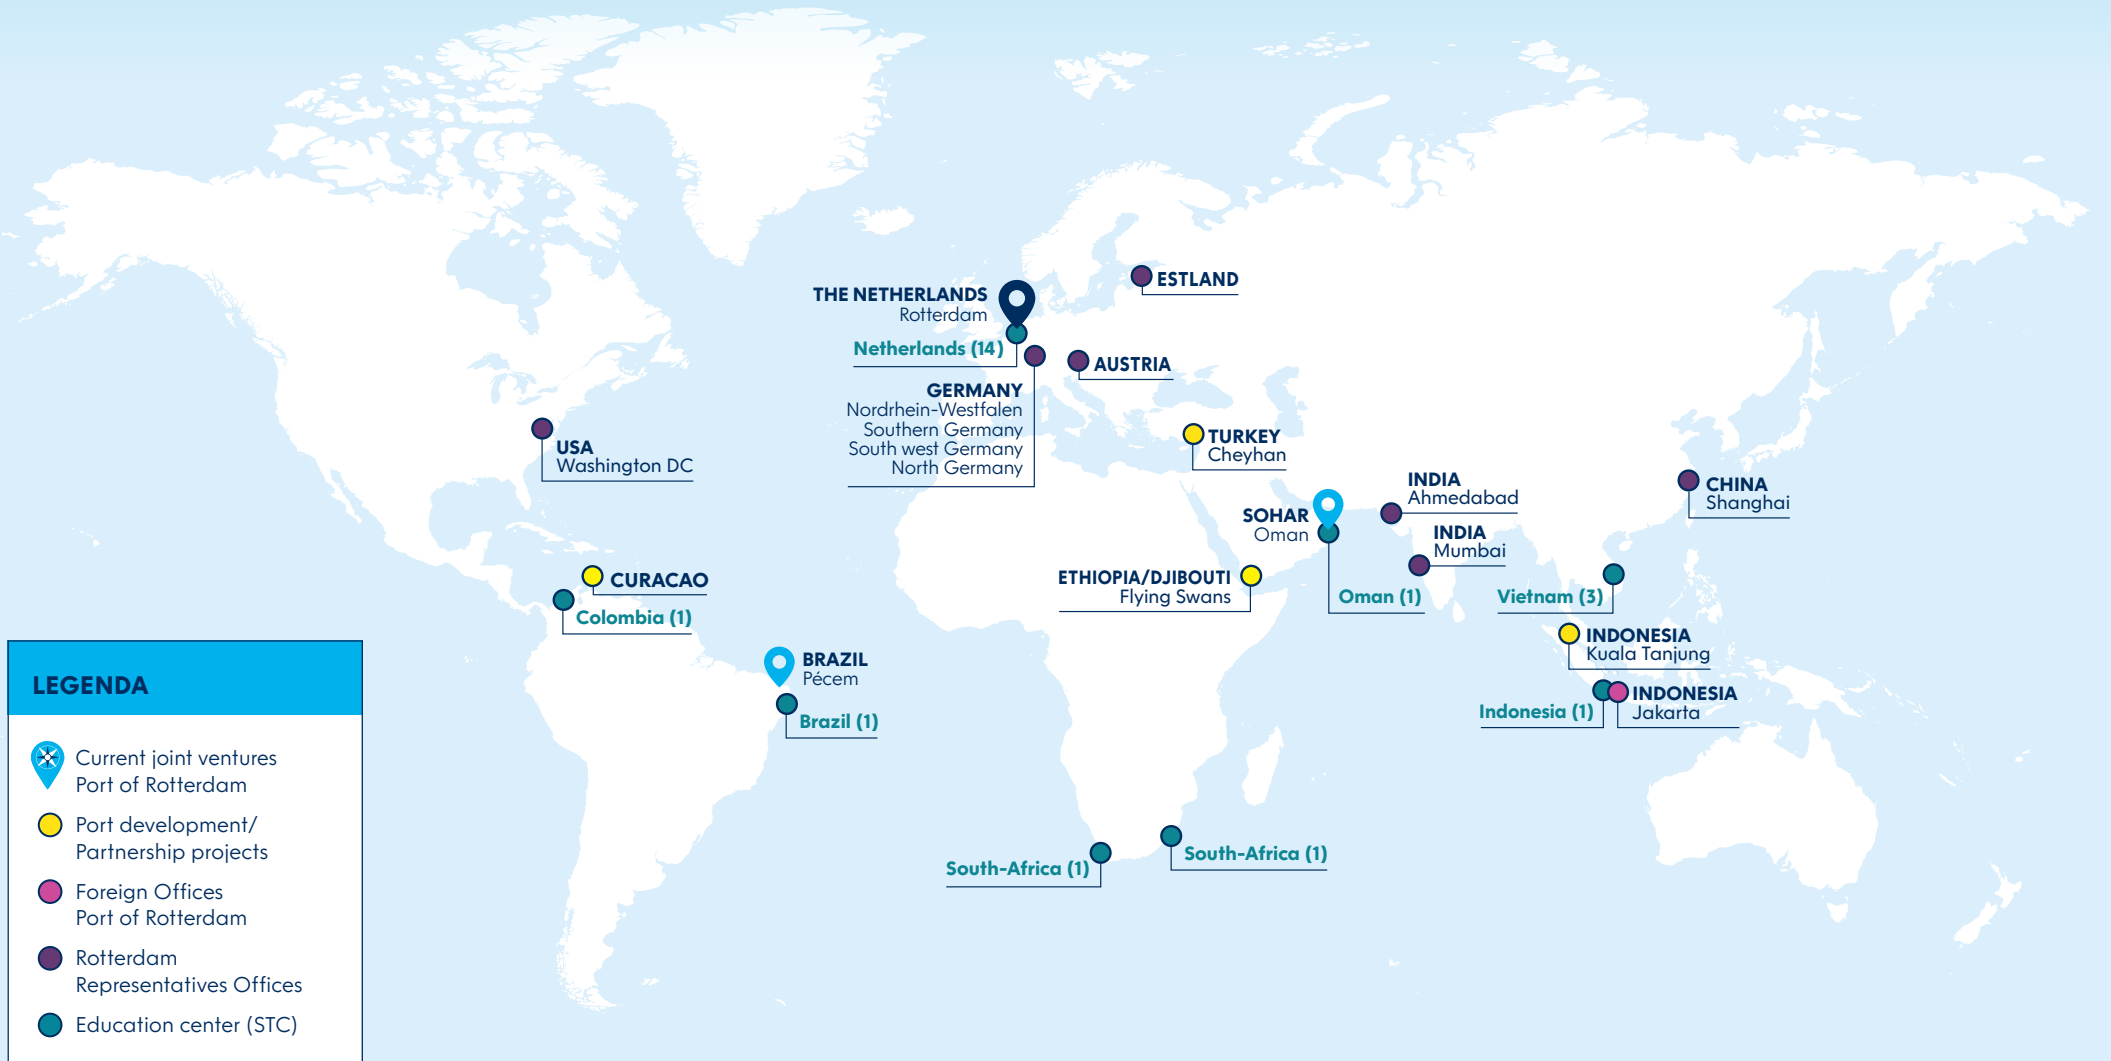 ESTLAND
THE NETHERLANDS
Rotterdam
Netherlands (14)
AUSTRIA
GERMANY
Nordrhein-Westfalen
Southern Germany
South west Germany
North Germany
USA
Washington DC
TURKEY
Cheyhan
INDIA
Ahmedabad
CHINA
Shanghai
SOHAR
Oman
INDIA
Mumbai
CURACAO
Colombia (1)
ETHIOPIA/DJIBOUTI
Flying Swans
Oman (1)
Vietnam (3)
INDONESIA
Kuala Tanjung
BRAZIL
Pécem
Brazil (1)
Indonesia (1)
INDONESIA
Jakarta
South-Africa (1)
South-Africa (1)
LEGENDA
Current joint ventures
Port of Rotterdam
Port development/
Partnership projects
Foreign Offices
Port of Rotterdam
Rotterdam
Representatives Offices
Education center (STC)